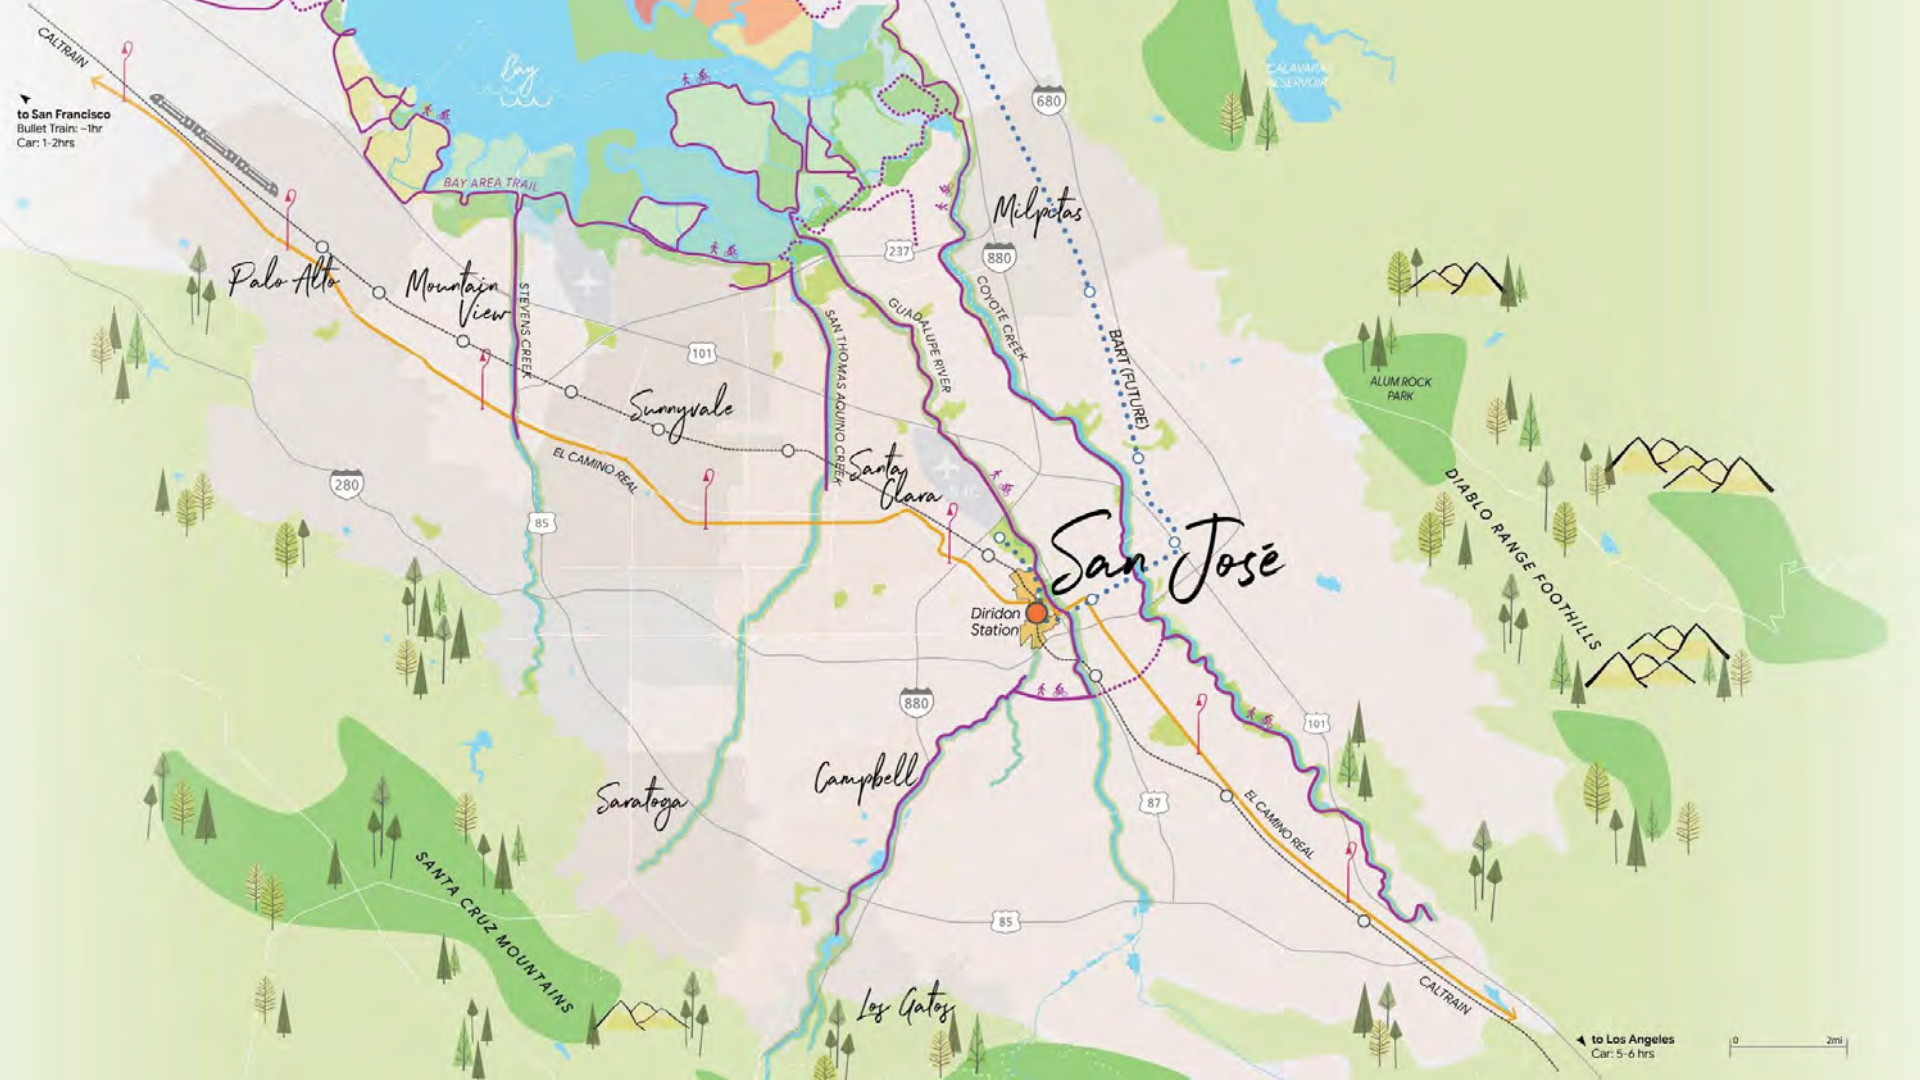 CALTRAIN
to San Francisco
Bullet Train: ~1hr
Car: 1-2hrs
Bay
680
CALAVARAS
RESERVOIR
BAY AREA TRAIL
Milpitas
237
880
Palo Alto
Mountain
View
STEVENS CREEK
101
SAN THOMAS AQUINO CREEK
GUADALUPE RIVER
COYOTE CREEK
BART (FUTURE)
ALUM ROCK
PARK
Sunnyvale
EL CAMINO REAL
280
85
Santa
Clara
SJC
San José
DIABLO RANGE FOOTHILLS
Diridon
Station
880
101
Campbell
Saratoga
87
EL CAMINO REAL
SANTA CRUZ MOUNTAINS
85
Los Gatos
CALTRAIN
to Los Angeles
Car: 5-6 hrs
0 2mi